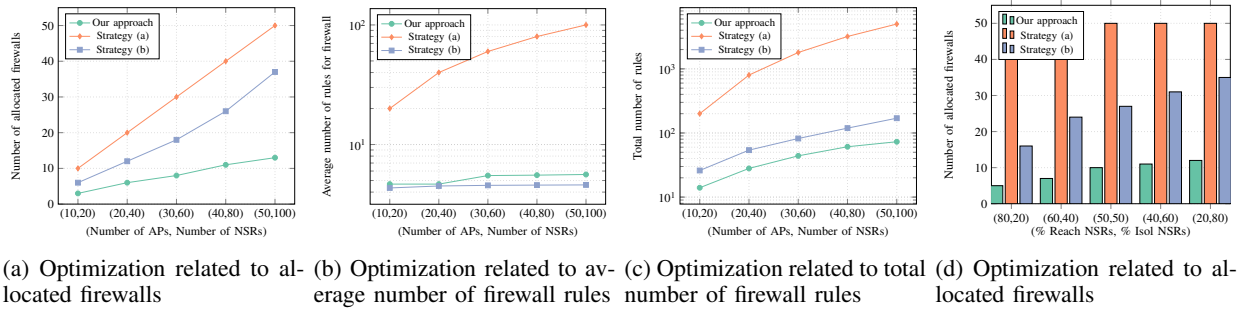 Number of allocated firewalls
50
40
30
20
10
0
Our approach
Strategy (a)
Strategy (b)
(10,20) (20,40) (30,60) (40,80) (50,100)
(Number of APs, Number of NSRs)
(a) Optimization related to al-
located firewalls
Average number of rules for firewall
10²
10¹
Our approach
Strategy (a)
Strategy (b)
(10,20) (20,40) (30,60) (40,80) (50,100)
(Number of APs, Number of NSRs)
(b) Optimization related to av-
erage number of firewall rules
Total number of rules
10³
10²
10¹
Our approach
Strategy (a)
Strategy (b)
(10,20) (20,40) (30,60) (40,80) (50,100)
(Number of APs, Number of NSRs)
(c) Optimization related to total
number of firewall rules
Number of allocated firewalls
50
40
30
20
10
0
Our approach
Strategy (a)
Strategy (b)
(80,20) (60,40) (50,50) (40,60) (20,80)
(% Reach NSRs, % Isol NSRs)
(d) Optimization related to al-
located firewalls